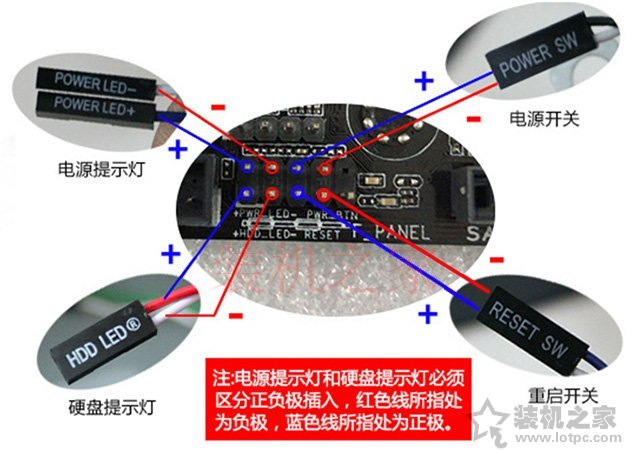 POWER LED-
POWER LED+
电源提示灯
POWER SW
电源开关
+
-
+
-
+PWR_LED- PWR_BTN
+HDD_LED- RESET F_PANEL
SA
+
-
+
-
HDD LED®
硬盘提示灯
RESET SW
重启开关
注:电源提示灯和硬盘提示灯必须
区分正负极插入，红色线所指处
为负极，蓝色线所指为正极。
装机之家
www.lotpc.com
装机之家